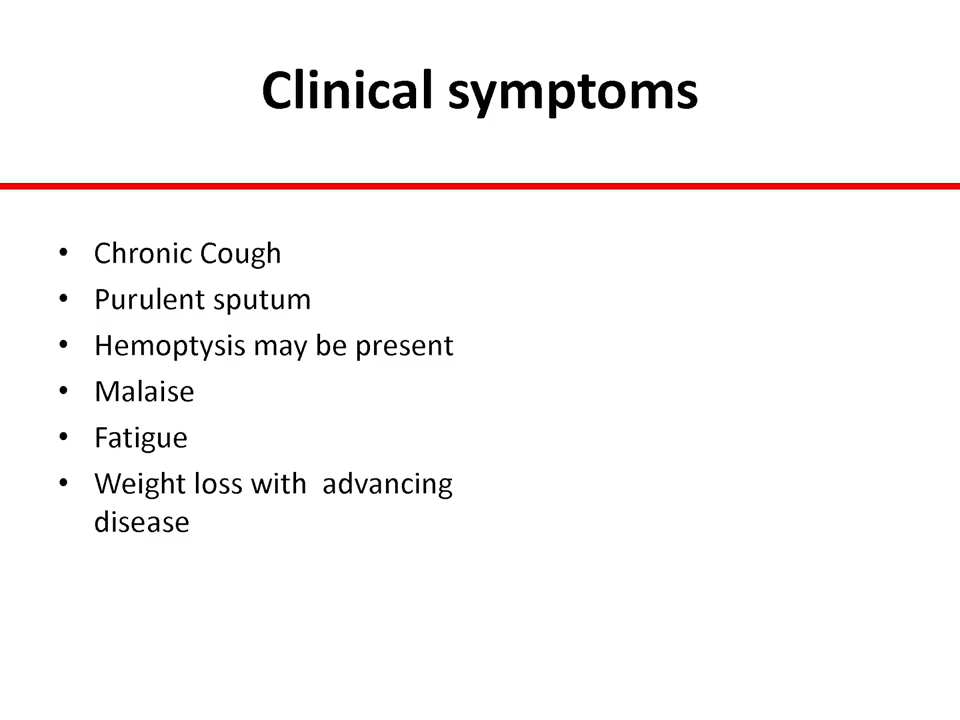 Clinical symptoms
• Chronic Cough
• Purulent sputum
• Hemoptysis may be present
• Malaise
• Fatigue
• Weight loss with  advancing
disease